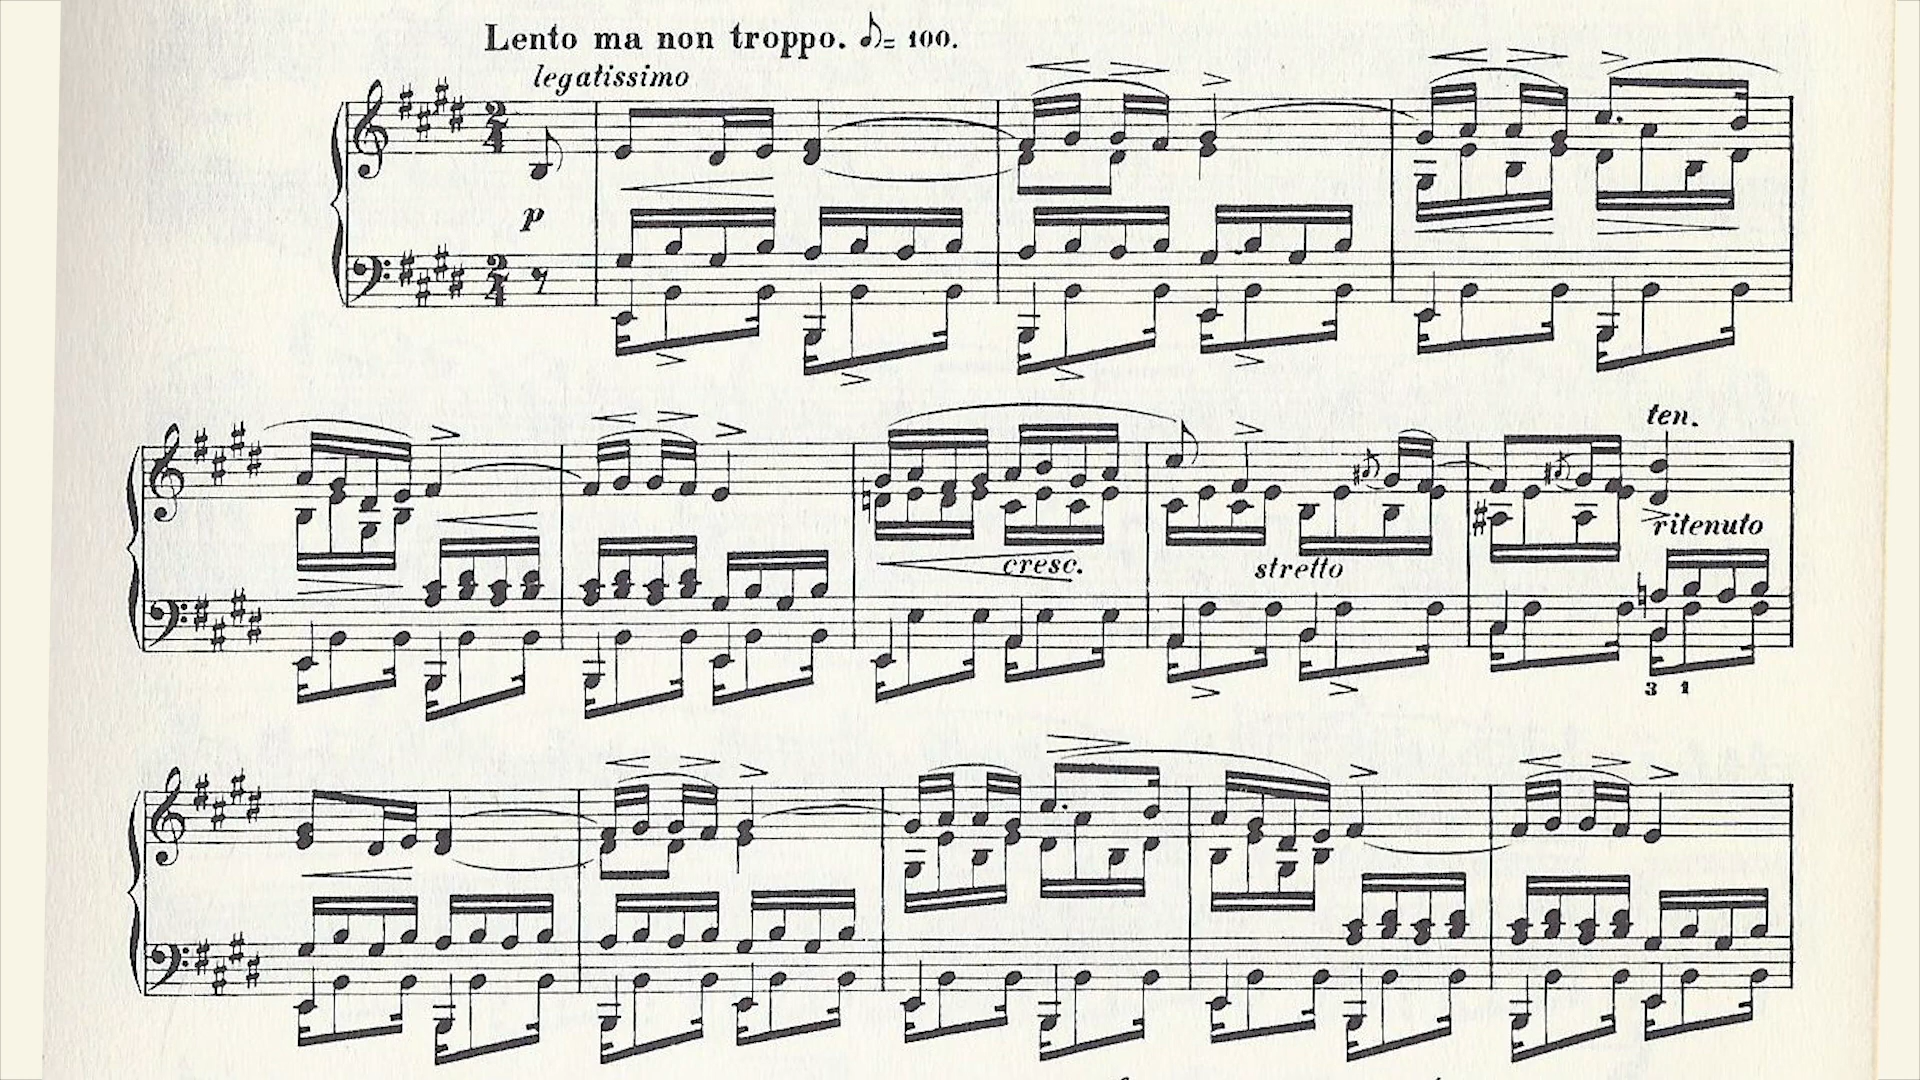 Lento ma non troppo. ♪= 100.
legatissimo
p
ten.
ritenuto
cresc.
stretto
3 1